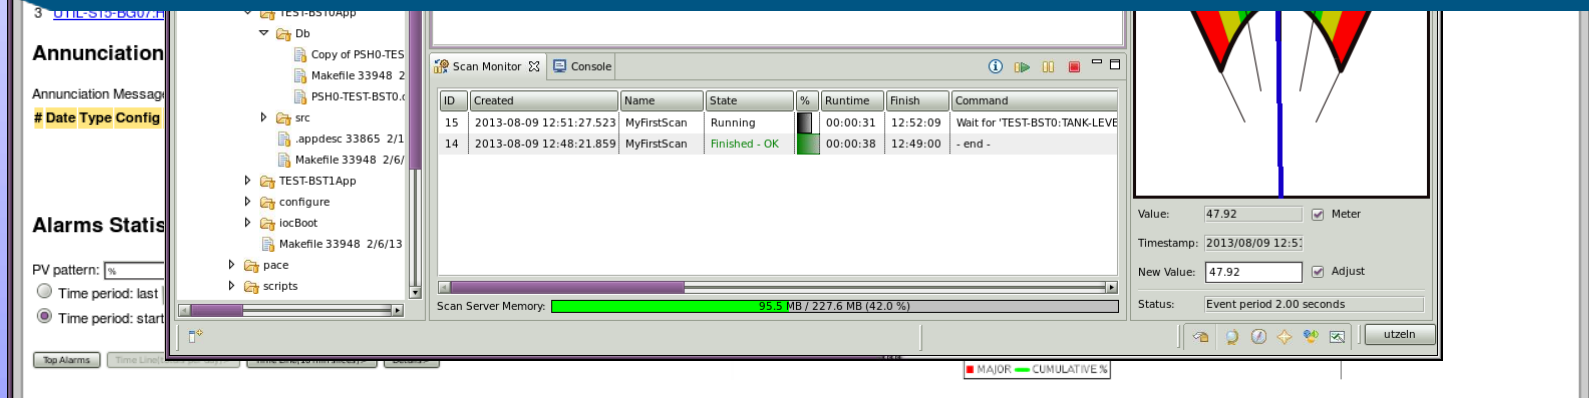 3 UTIL-S15-BG07.H
Annunciation
Annunciation Message
# Date Type Config
Alarms Statis
PV pattern: %
Time period: last
Time period: start
Top Alarms
TEST-BST0App
Db
Copy of PSH0-TES
Makefile 33948 2
PSH0-TEST-BST0.c
src
.appdesc 33865 2/1
Makefile 33948 2/6/
TEST-BST1App
configure
iocBoot
Makefile 33948 2/6/13
pace
scripts
Scan Monitor Console
ID Created Name State % Runtime Finish Command
15 2013-08-09 12:51:27.523 MyFirstScan Running 00:00:31 12:52:09 Wait for 'TEST-BST0:TANK-LEVE
14 2013-08-09 12:48:21.859 MyFirstScan Finished - OK 00:00:38 12:49:00 - end -
Scan Server Memory: 95.5 MB / 227.6 MB (42.0 %)
Value: 47.92 Meter
Timestamp: 2013/08/09 12:51
New Value: 47.92 Adjust
Status: Event period 2.00 seconds
utzeln
MAJOR CUMULATIVE %